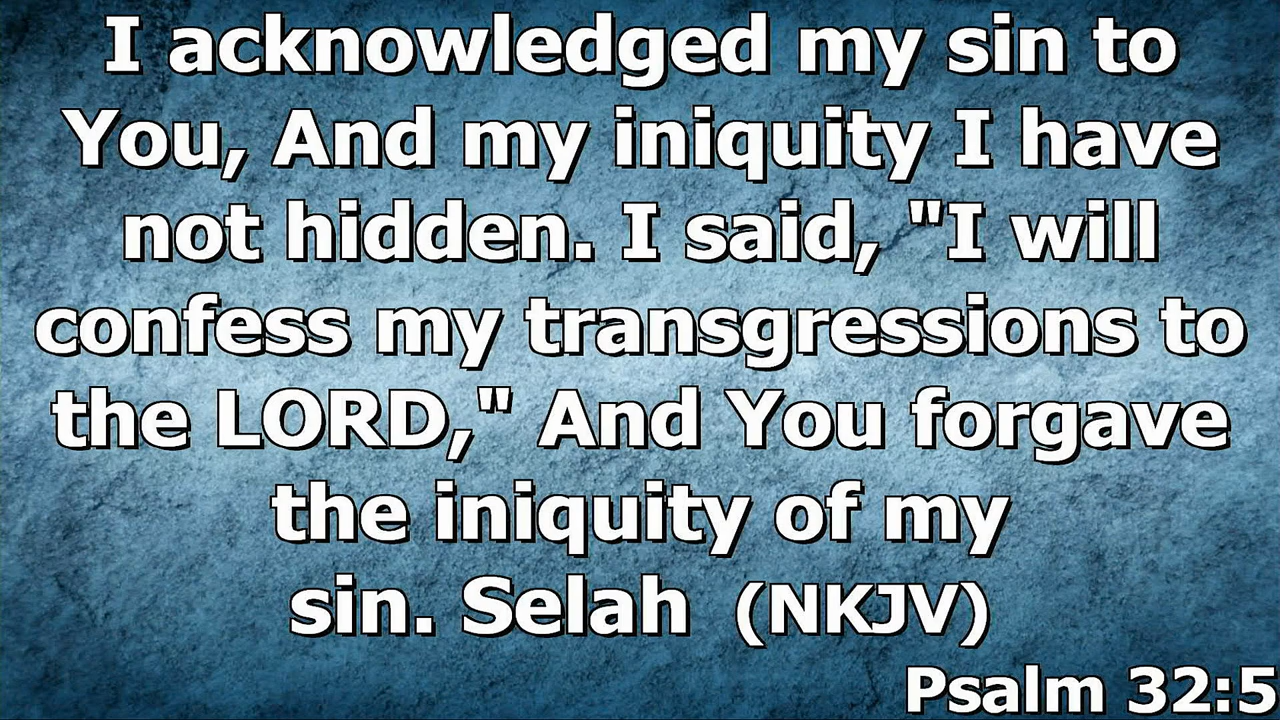 I acknowledged my sin to
You, And my iniquity I have
not hidden. I said, "I will
confess my transgressions to
the LORD," And You forgave
the iniquity of my
sin. Selah (NKJV)
Psalm 32:5